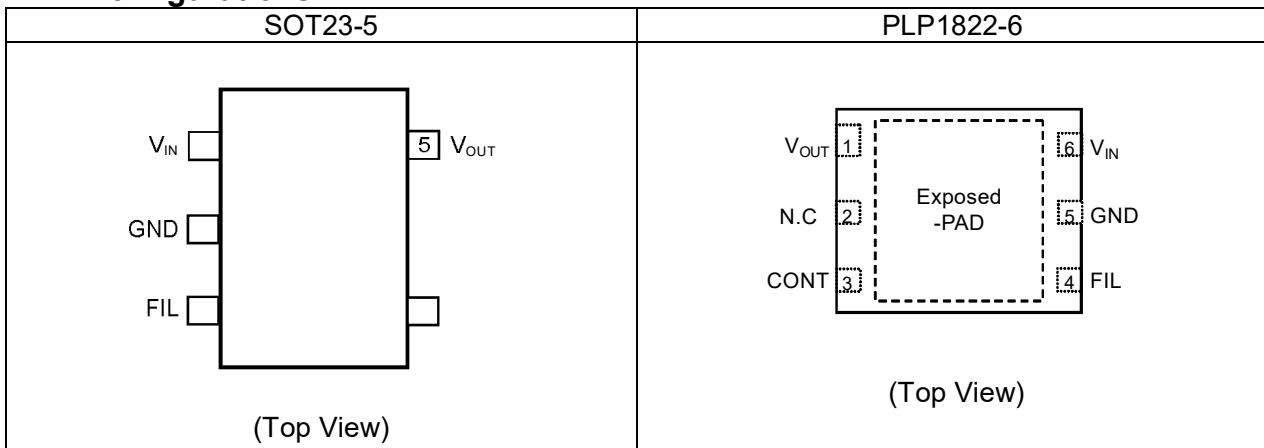 SOT23-5
PLP1822-6
VIN
5 VOUT
GND
FIL
(Top View)
VOUT 1
6 VIN
N.C 2
Exposed
-PAD
5 GND
CONT 3
4 FIL
(Top View)